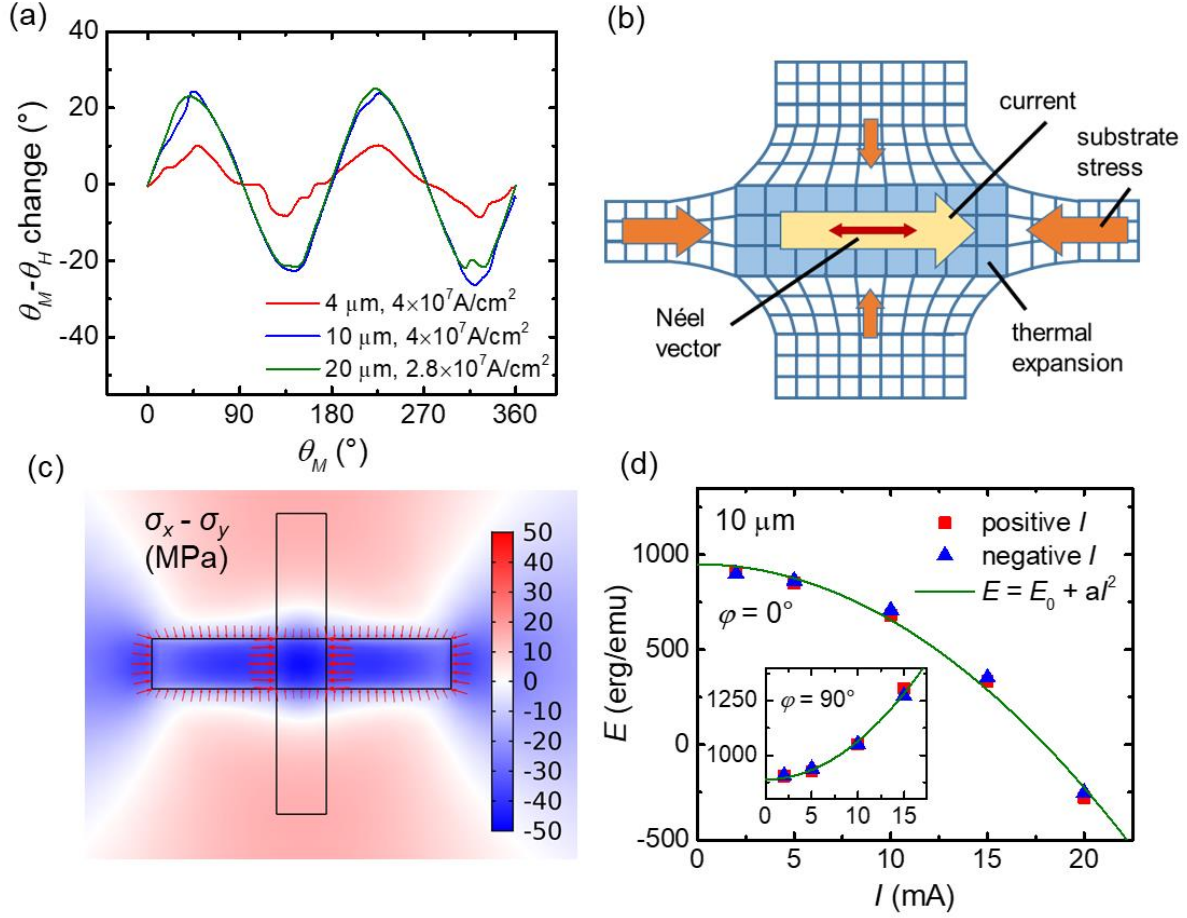 (a)
40
20
0
-20
-40
θM-θH change (°)
4 μm, 4×10⁷A/cm²
10 μm, 4×10⁷A/cm²
20 μm, 2.8×10⁷A/cm²
0 90 180 270 360
θM (°)
(b)
current
substrate
stress
Néel
vector
thermal
expansion
(c)
σx - σy
(MPa)
50
40
30
20
10
0
-10
-20
-30
-40
-50
(d)
10 μm
positive I
negative I
E = E₀ + aI²
φ = 0°
1000
500
0
-500
E (erg/emu)
φ = 90°
1250
1000
0 5 10 15
0 5 10 15 20
I (mA)